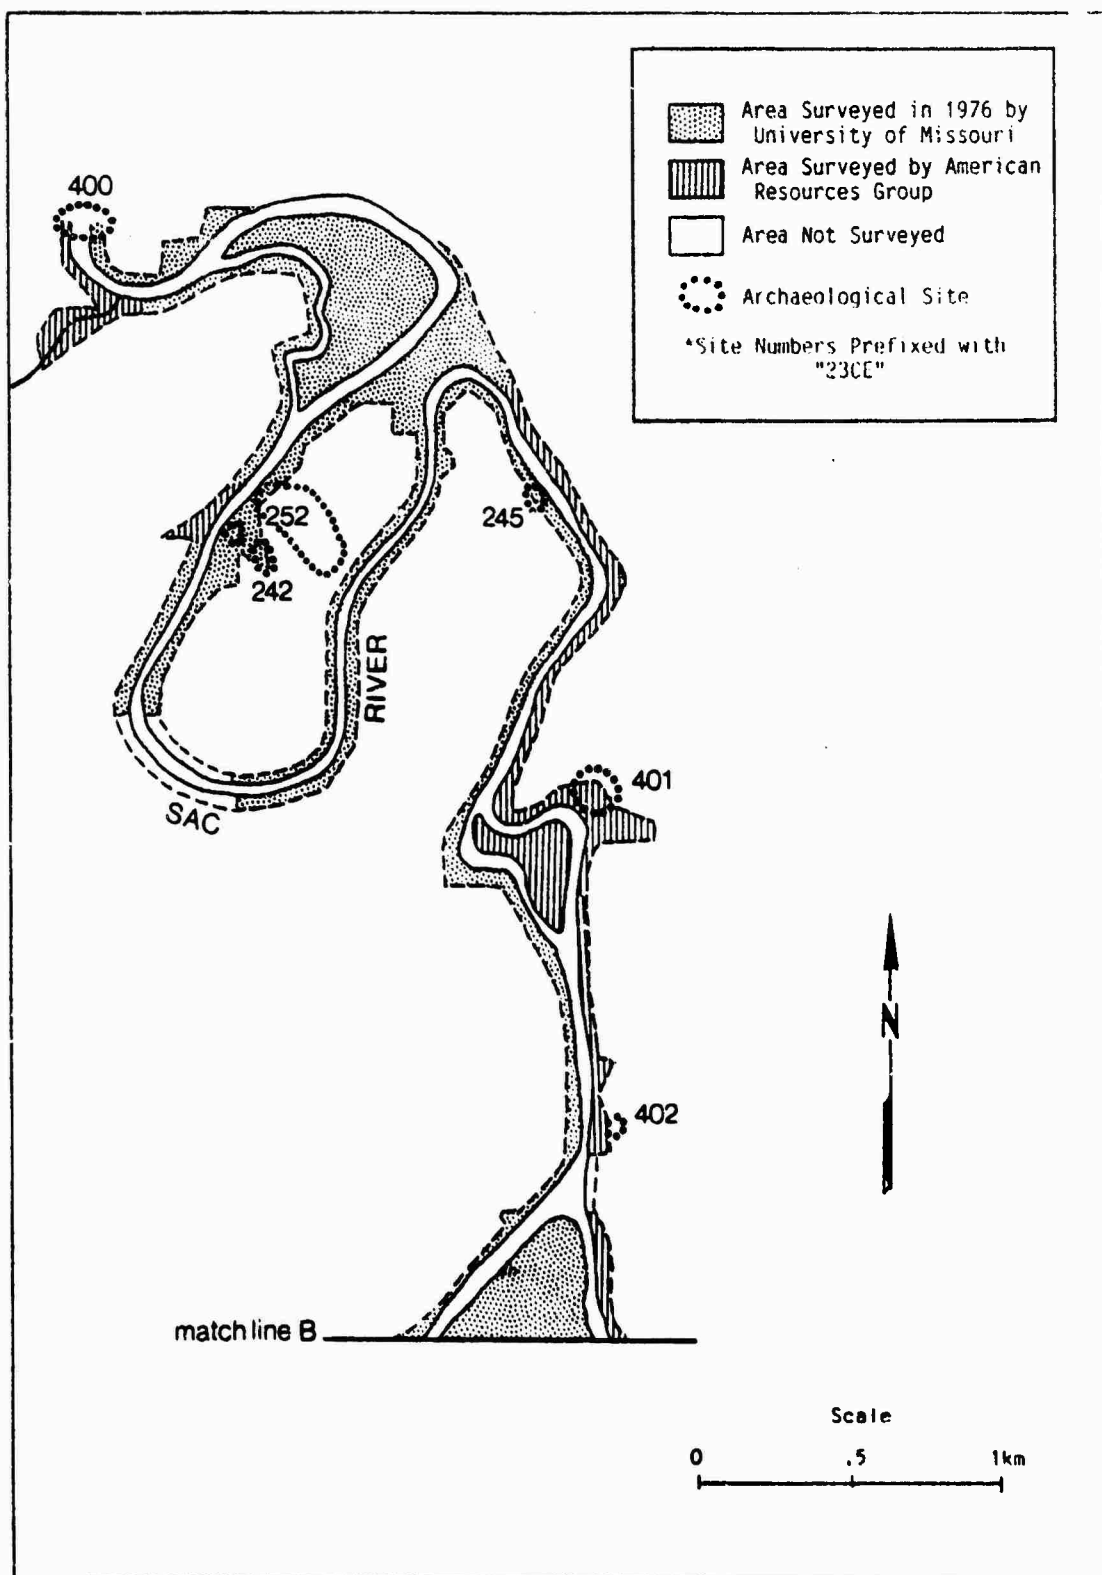 Area Surveyed in 1976 by
University of Missouri
Area Surveyed by American
Resources Group
Area Not Surveyed
Archaeological Site
*Site Numbers Prefixed with
"23CE"
400
252
242
245
RIVER
SAC
401
N
402
match line B
Scale
0 .5 1km